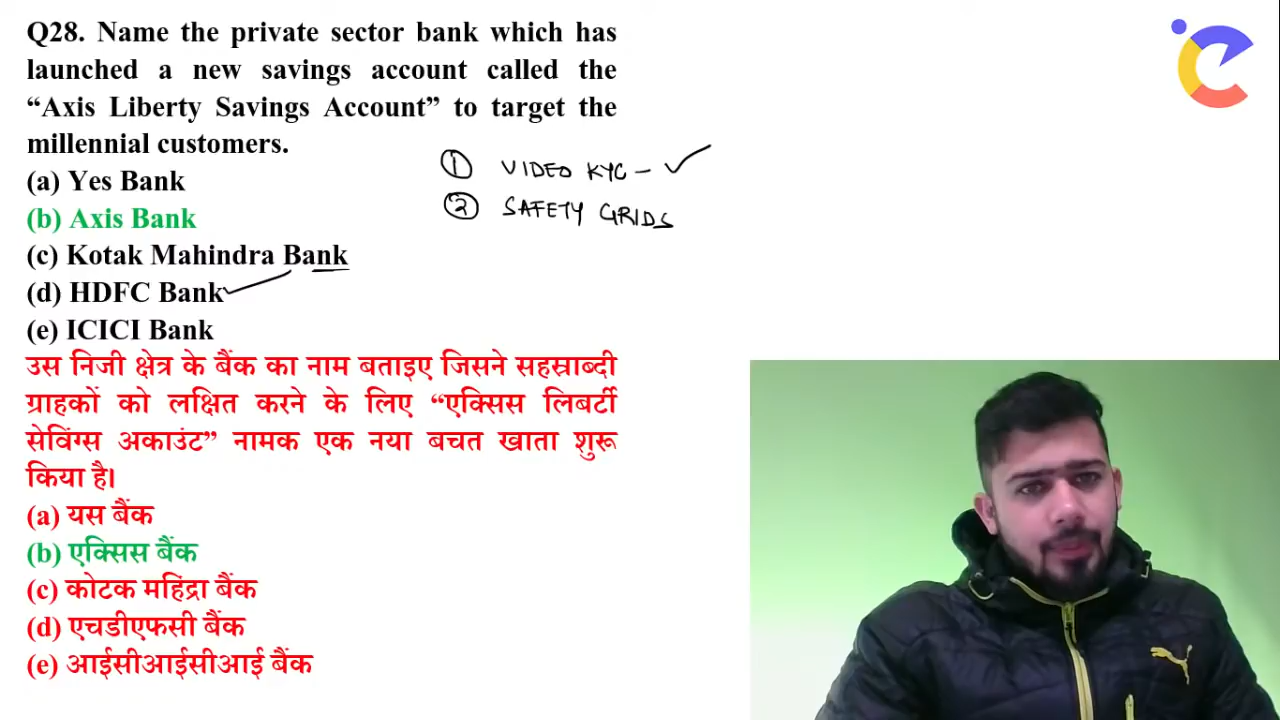 Q28. Name the private sector bank which has
launched a new savings account called the
“Axis Liberty Savings Account” to target the
millennial customers.
① VIDEO KYC – ✓
② SAFETY GRIDS
(a) Yes Bank
(b) Axis Bank
(c) Kotak Mahindra Bank
(d) HDFC Bank
(e) ICICI Bank
उस निजी क्षेत्र के बैंक का नाम बताइए जिसने सहस्राब्दी
ग्राहकों को लक्षित करने के लिए “एक्सिस लिबर्टी
सेविंग्स अकाउंट” नामक एक नया बचत खाता शुरू
किया है।
(a) यस बैंक
(b) एक्सिस बैंक
(c) कोटक महिंद्रा बैंक
(d) एचडीएफसी बैंक
(e) आईसीआईसीआई बैंक
PUMA